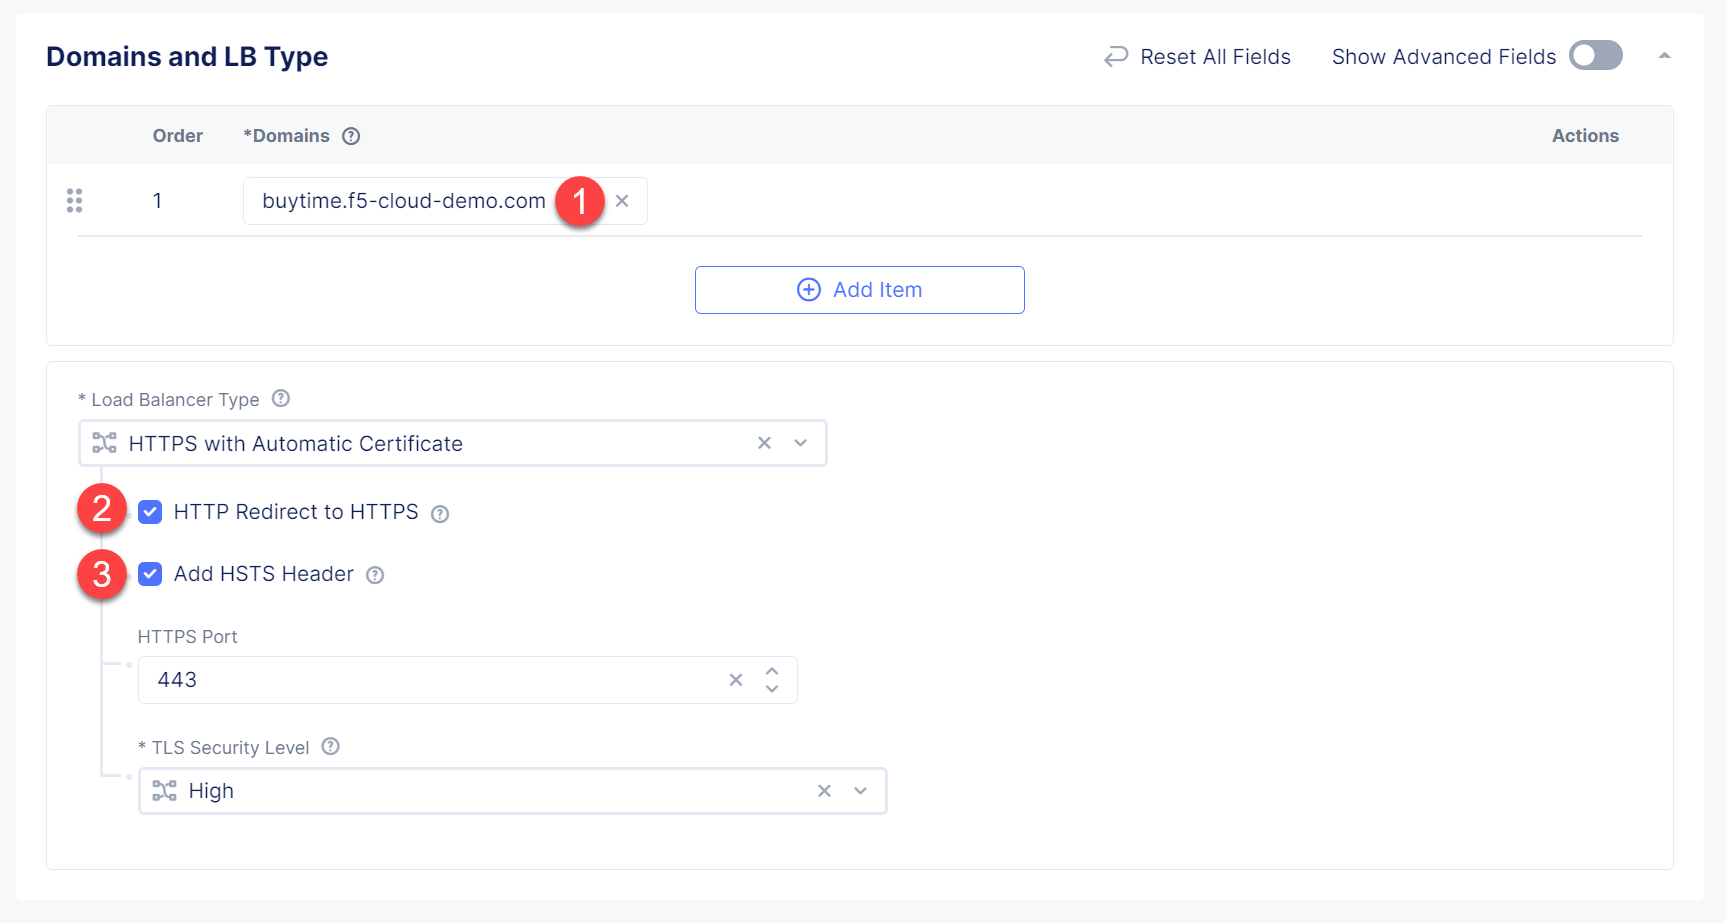 Domains and LB Type
Reset All Fields
Show Advanced Fields
Order
*Domains
Actions
1
buytime.f5-cloud-demo.com
1
Add Item
* Load Balancer Type
HTTPS with Automatic Certificate
2
HTTP Redirect to HTTPS
3
Add HSTS Header
HTTPS Port
443
* TLS Security Level
High